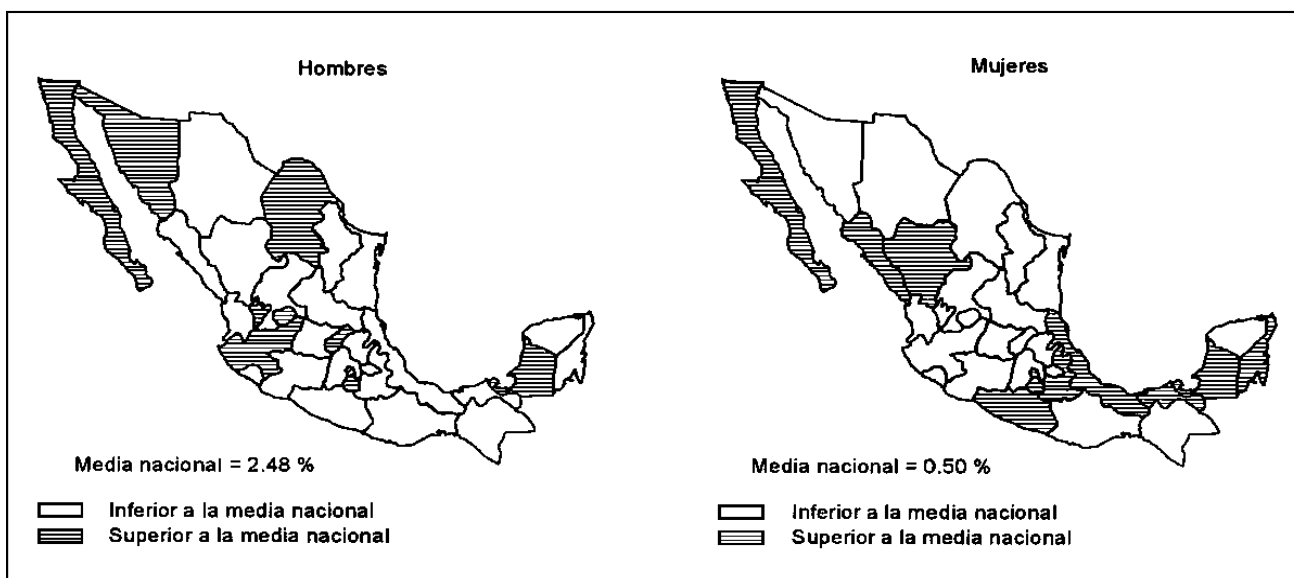 Hombres
Media nacional = 2.48 %
Inferior a la media nacional
Superior a la media nacional
Mujeres
Media nacional = 0.50 %
Inferior a la media nacional
Superior a la media nacional